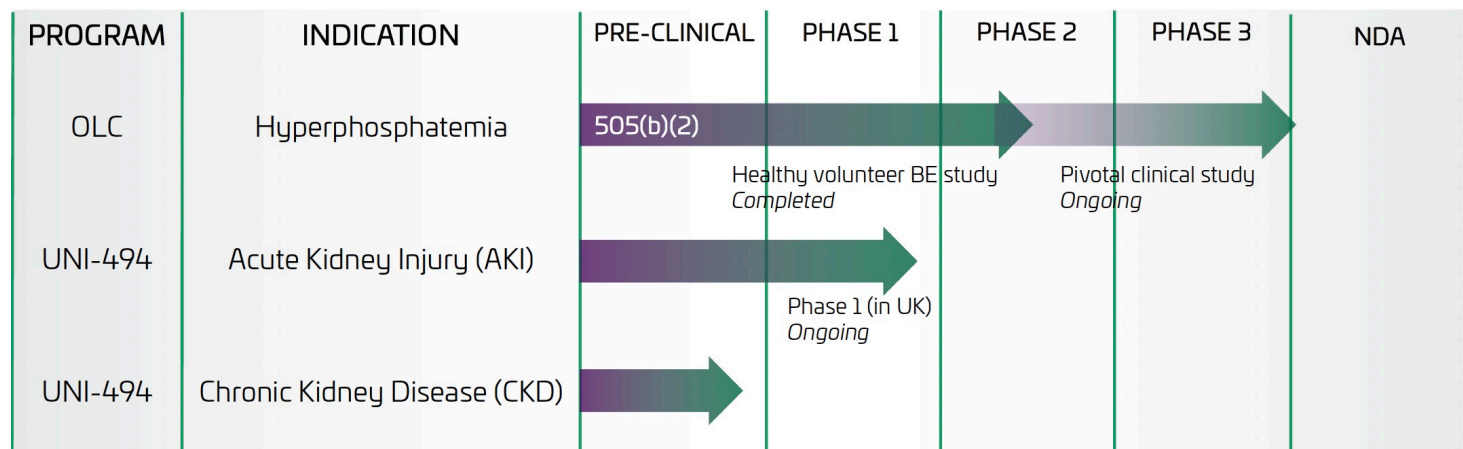 PROGRAM INDICATION PRE-CLINICAL PHASE 1 PHASE 2 PHASE 3 NDA
OLC Hyperphosphatemia 505(b)(2)
Healthy volunteer BE study Pivotal clinical study
Completed Ongoing
UNI-494 Acute Kidney Injury (AKI)
Phase 1 (in UK)
Ongoing
UNI-494 Chronic Kidney Disease (CKD)